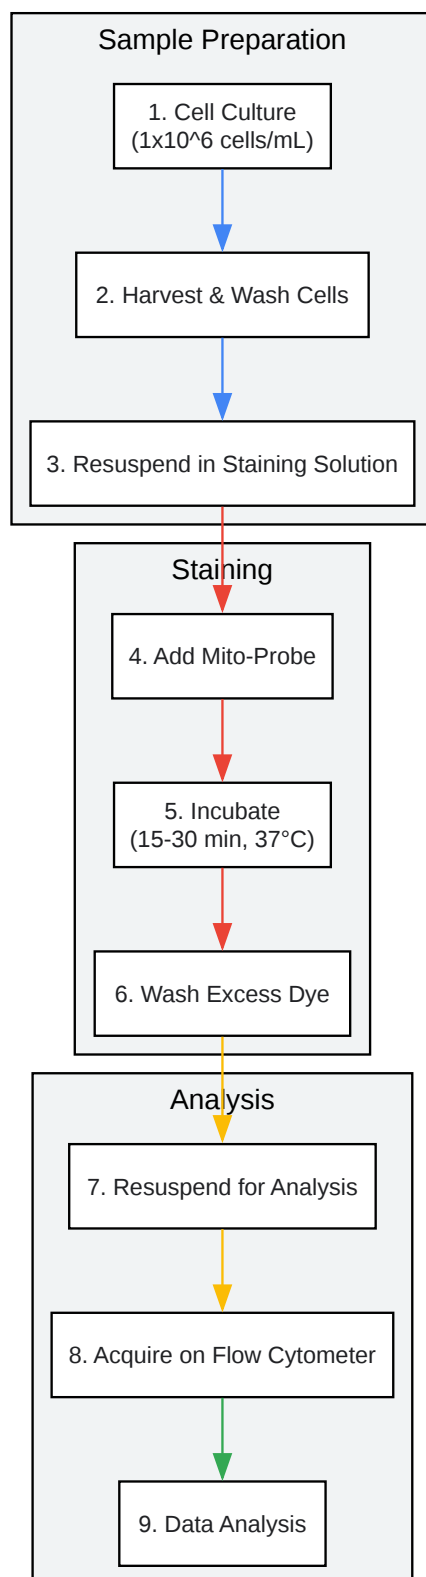 Sample Preparation
1. Cell Culture
(1x10^6 cells/mL)
2. Harvest & Wash Cells
3. Resuspend in Staining Solution
Staining
4. Add Mito-Probe
5. Incubate
(15-30 min, 37°C)
6. Wash Excess Dye
Analysis
7. Resuspend for Analysis
8. Acquire on Flow Cytometer
9. Data Analysis